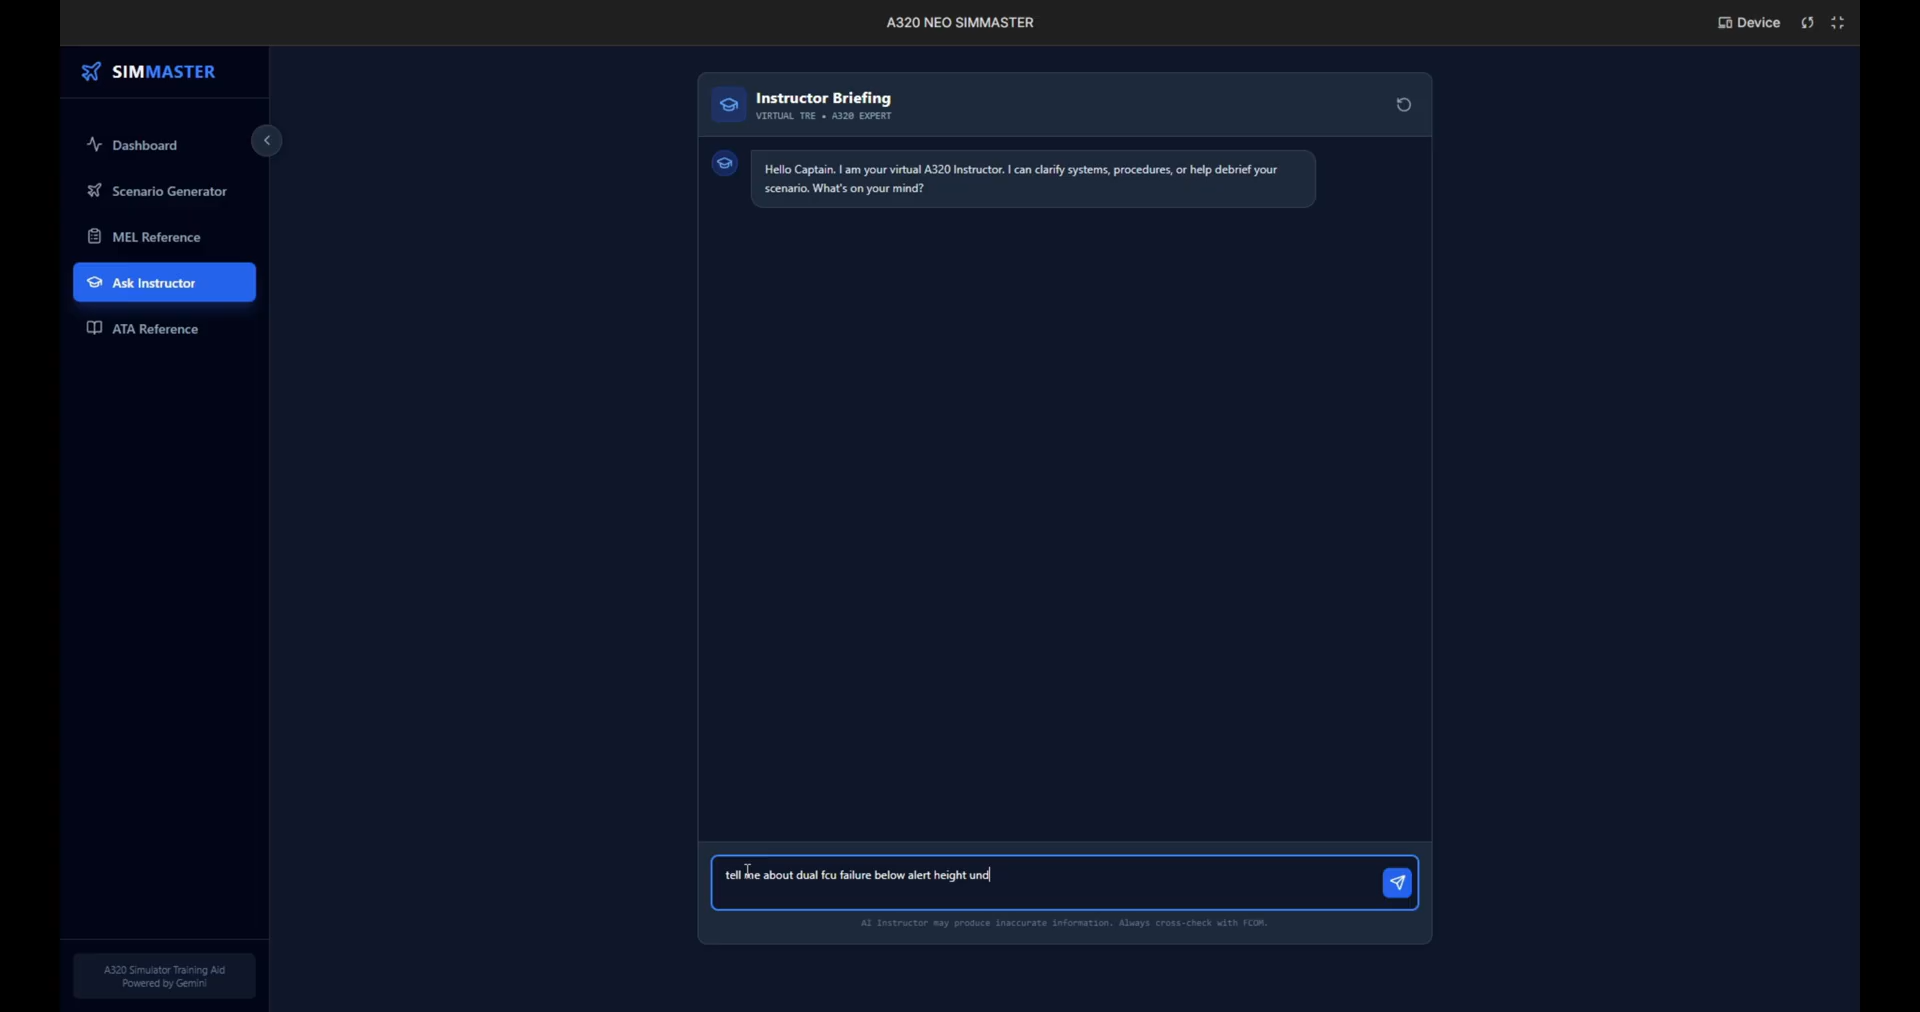 A320 NEO SIMMASTER
Device
SIMMASTER
Dashboard
Scenario Generator
MEL Reference
Ask Instructor
ATA Reference
Instructor Briefing
VIRTUAL TRE • A320 EXPERT
Hello Captain. I am your virtual A320 Instructor. I can clarify systems, procedures, or help debrief your
scenario. What's on your mind?
tell me about dual fcu failure below alert height und
AI Instructor may produce inaccurate information. Always cross-check with FCOM.
A320 Simulator Training Aid
Powered by Gemini